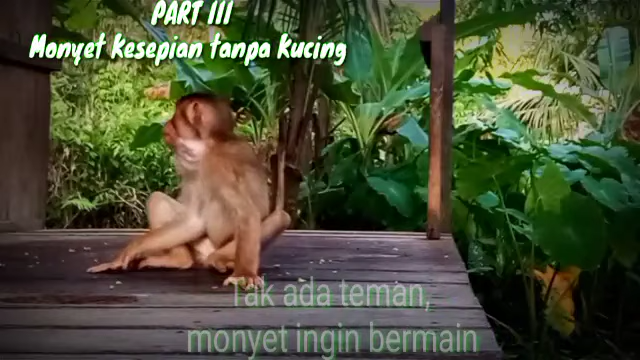 PART III
Monyet Kesepian tanpa Kucing
Tak ada teman,
monyet ingin bermain